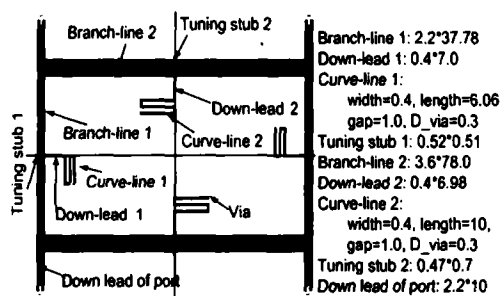 Branch-line 2
Tuning stub 2
Down-lead 2
Branch-line 1
Curve-line 2
Tuning stub 1
Curve-line 1
Down-lead 1
Via
Down lead of port
Branch-line 1: 2.2*37.78
Down-lead 1: 0.4*7.0
Curve-line 1:
width=0.4, length=6.06
gap=1.0, D_via=0.3
Tuning stub 1: 0.52*0.51
Branch-line 2: 3.6*78.0
Down-lead 2: 0.4*6.98
Curve-line 2:
width=0.4, length=10,
gap=1.0, D_via=0.3
Tuning stub 2: 0.47*0.7
Down lead of port: 2.2*10